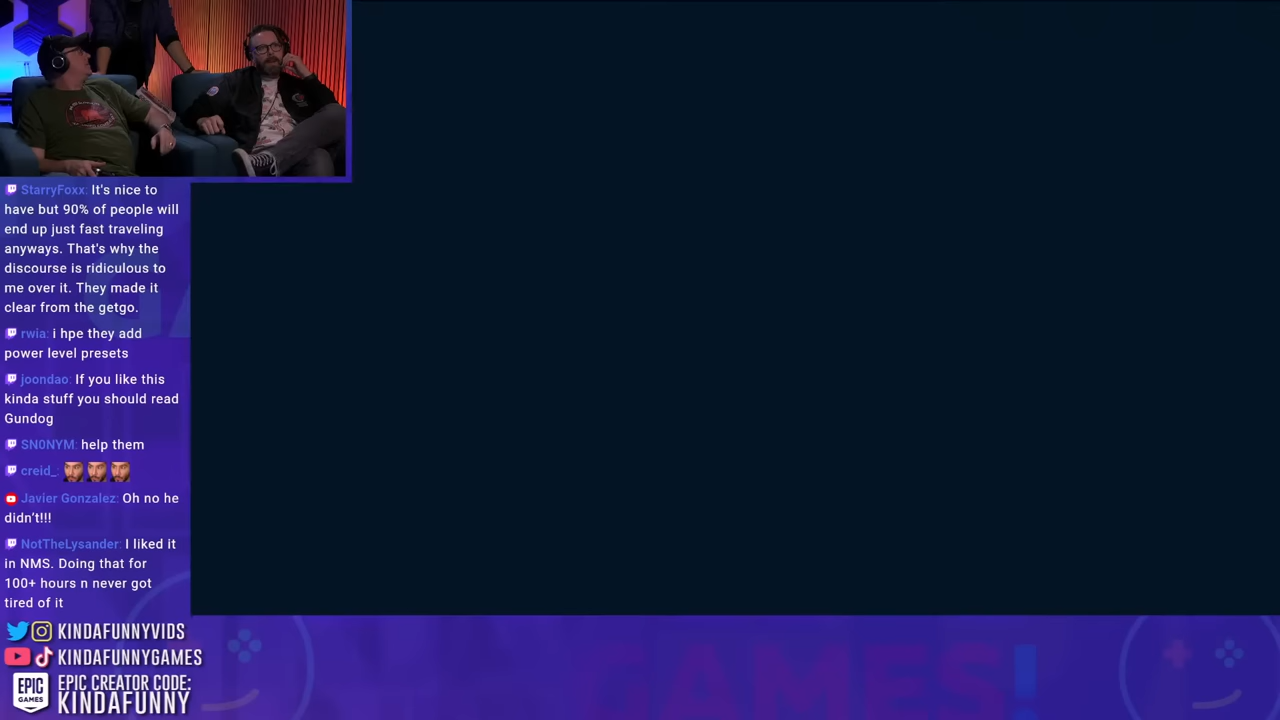 StarryFoxx: It's nice to
have but 90% of people will
end up just fast traveling
anyways. That's why the
discourse is ridiculous to
me over it. They made it
clear from the getgo.
rwia: i hpe they add
power level presets
joondao: If you like this
kinda stuff you should read
Gundog
SN0NYM: help them
creid_:
Javier Gonzalez: Oh no he
didn't!!!
NotTheLysander: I liked it
in NMS. Doing that for
100+ hours n never got
tired of it
KINDAFUNNYVIDS
KINDAFUNNYGAMES
EPIC GAMES
EPIC CREATOR CODE:
KINDAFUNNY
GAMES!